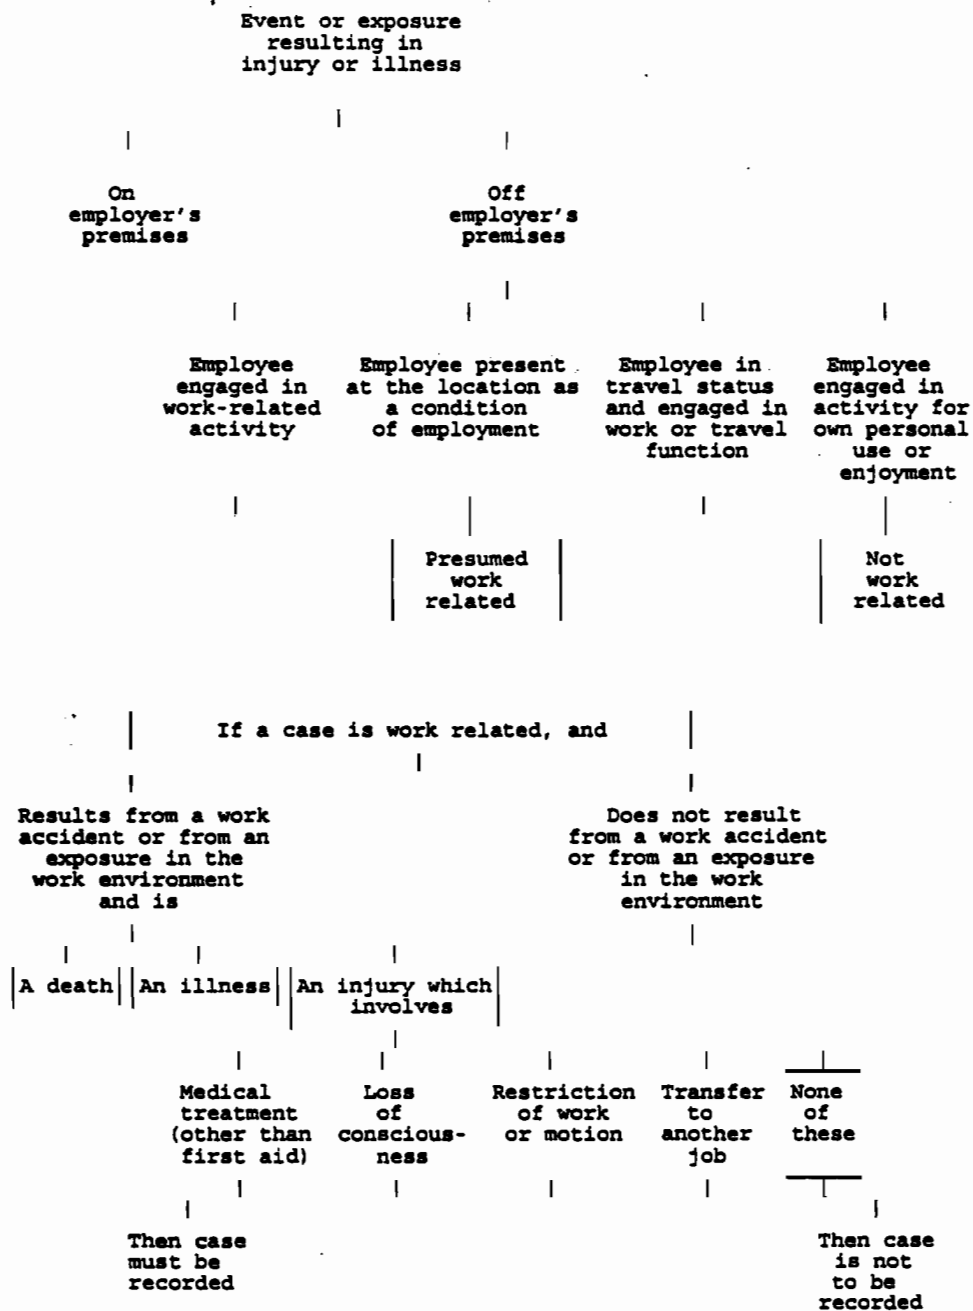 Event or exposure
resulting in
injury or illness
On
employer's
premises
Off
employer's
premises
Employee
engaged in
work-related
activity
Employee present
at the location as
a condition
of employment
Employee in
travel status
and engaged in
work or travel
function
Employee
engaged in
activity for
own personal
use or
enjoyment
Presumed
work
related
Not
work
related
If a case is work related, and
Results from a work
accident or from an
exposure in the
work environment
and is
Does not result
from a work accident
or from an exposure
in the work
environment
A death
An illness
An injury which
involves
Medical
treatment
(other than
first aid)
Loss
of
conscious-
ness
Restriction
of work
or motion
Transfer
to
another
job
None
of
these
Then case
must be
recorded
Then case
is not
to be
recorded